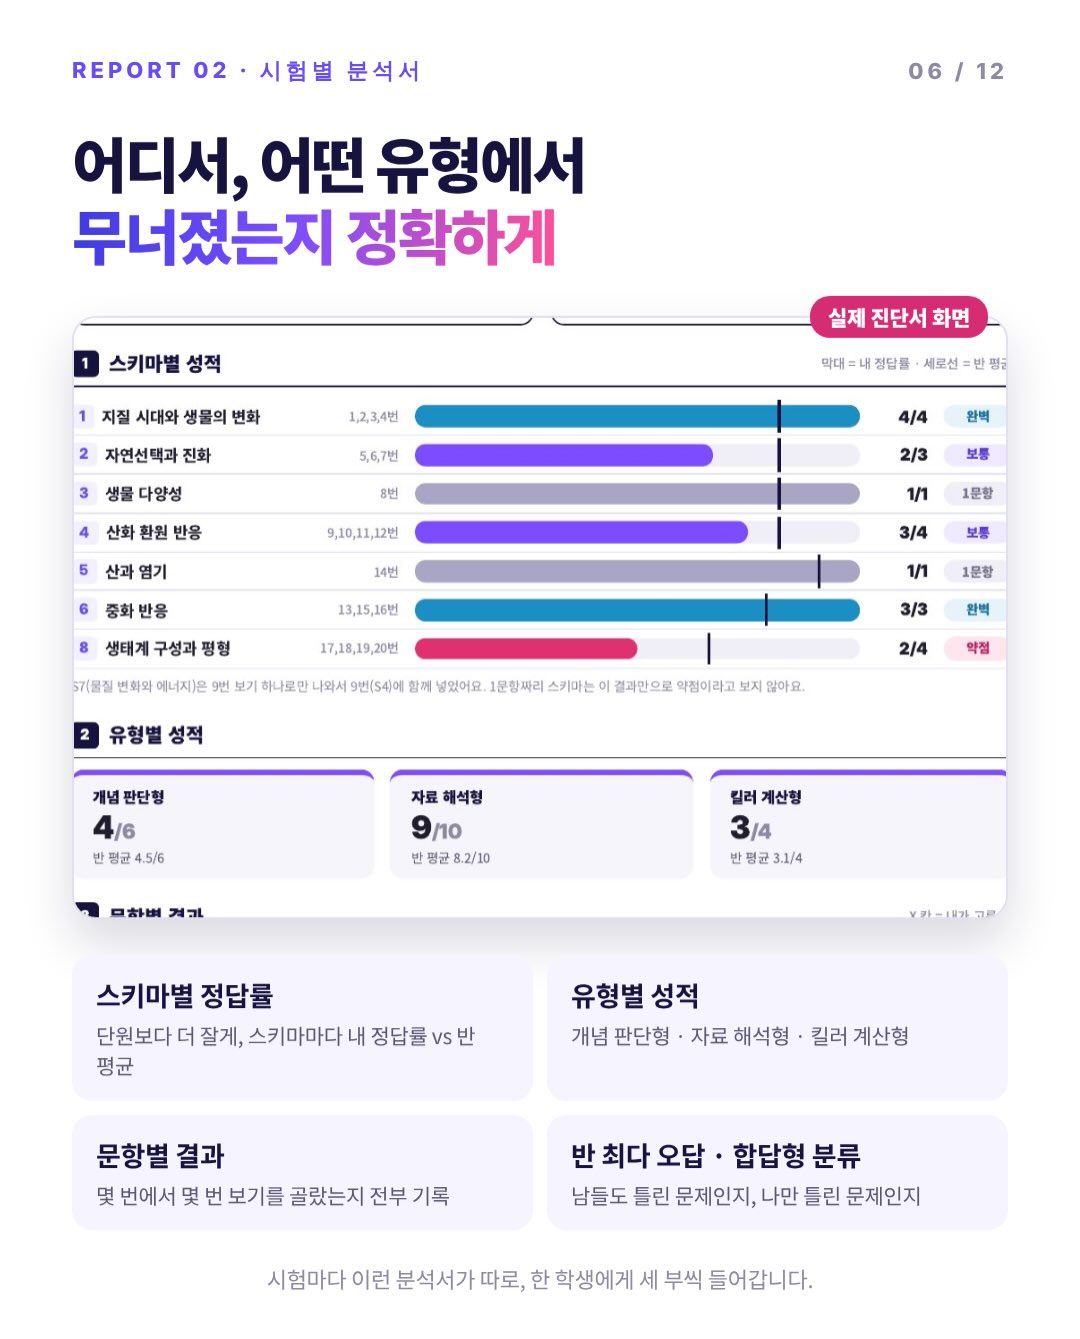 REPORT 02 · 시험별 분석서
06 / 12
어디서, 어떤 유형에서
무너졌는지 정확하게
실제 진단서 화면
1 스키마별 성적
막대 = 내 정답률 · 세로선 = 반 평균
1 지질 시대와 생물의 변화 1,2,3,4번 4/4 완벽
2 자연선택과 진화 5,6,7번 2/3 보통
3 생물 다양성 8번 1/1 1문항
4 산화 환원 반응 9,10,11,12번 3/4 보통
5 산과 염기 14번 1/1 1문항
6 중화 반응 13,15,16번 3/3 완벽
8 생태계 구성과 평형 17,18,19,20번 2/4 약점
S7(물질 변화와 에너지)은 9번 보기 하나로만 나와서 9번(S4)에 함께 넣었어요. 1문항짜리 스키마는 이 결과만으로 약점이라고 보지 않아요.
2 유형별 성적
개념 판단형
4/6
반 평균 4.5/6
자료 해석형
9/10
반 평균 8.2/10
킬러 계산형
3/4
반 평균 3.1/4
문항별 결과
스키마별 정답률
단원보다 더 잘게, 스키마마다 내 정답률 vs 반
평균
유형별 성적
개념 판단형 · 자료 해석형 · 킬러 계산형
문항별 결과
몇 번에서 몇 번 보기를 골랐는지 전부 기록
반 최다 오답 · 합답형 분류
남들도 틀린 문제인지, 나만 틀린 문제인지
시험마다 이런 분석서가 따로, 한 학생에게 세 부씩 들어갑니다.